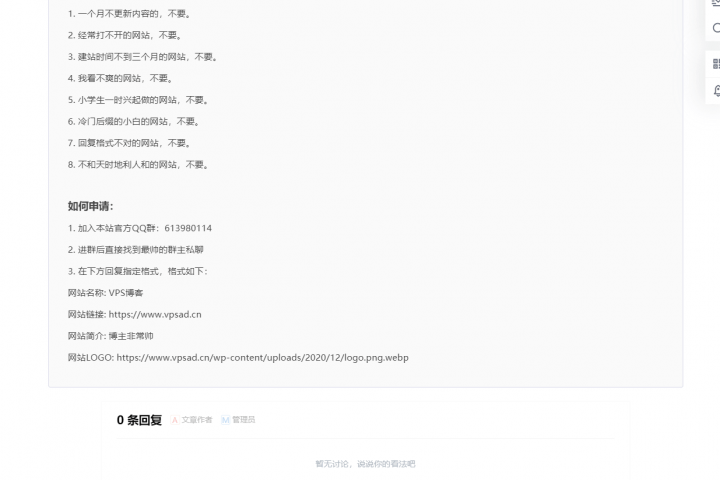 1. 一个月不更新内容的，不要。
2. 经常打不开的网站，不要。
3. 建站时间不到三个月的网站，不要。
4. 我看不爽的网站，不要。
5. 小学生一时兴起做的网站，不要。
6. 冷门后缀的小白的网站，不要。
7. 回复格式不对的网站，不要。
8. 不和天时地利人和的网站，不要。
如何申请：
1. 加入本站官方QQ群：613980114
2. 进群后直接找到最帅的群主私聊
3. 在下方回复指定格式，格式如下：
网站名称: VPS博客
网站链接: https://www.vpsad.cn
网站简介: 博主非常帅
网站LOGO: https://www.vpsad.cn/wp-content/uploads/2020/12/logo.png.webp
0 条回复 A 文章作者 M 管理员
暂无讨论，说说你的看法吧